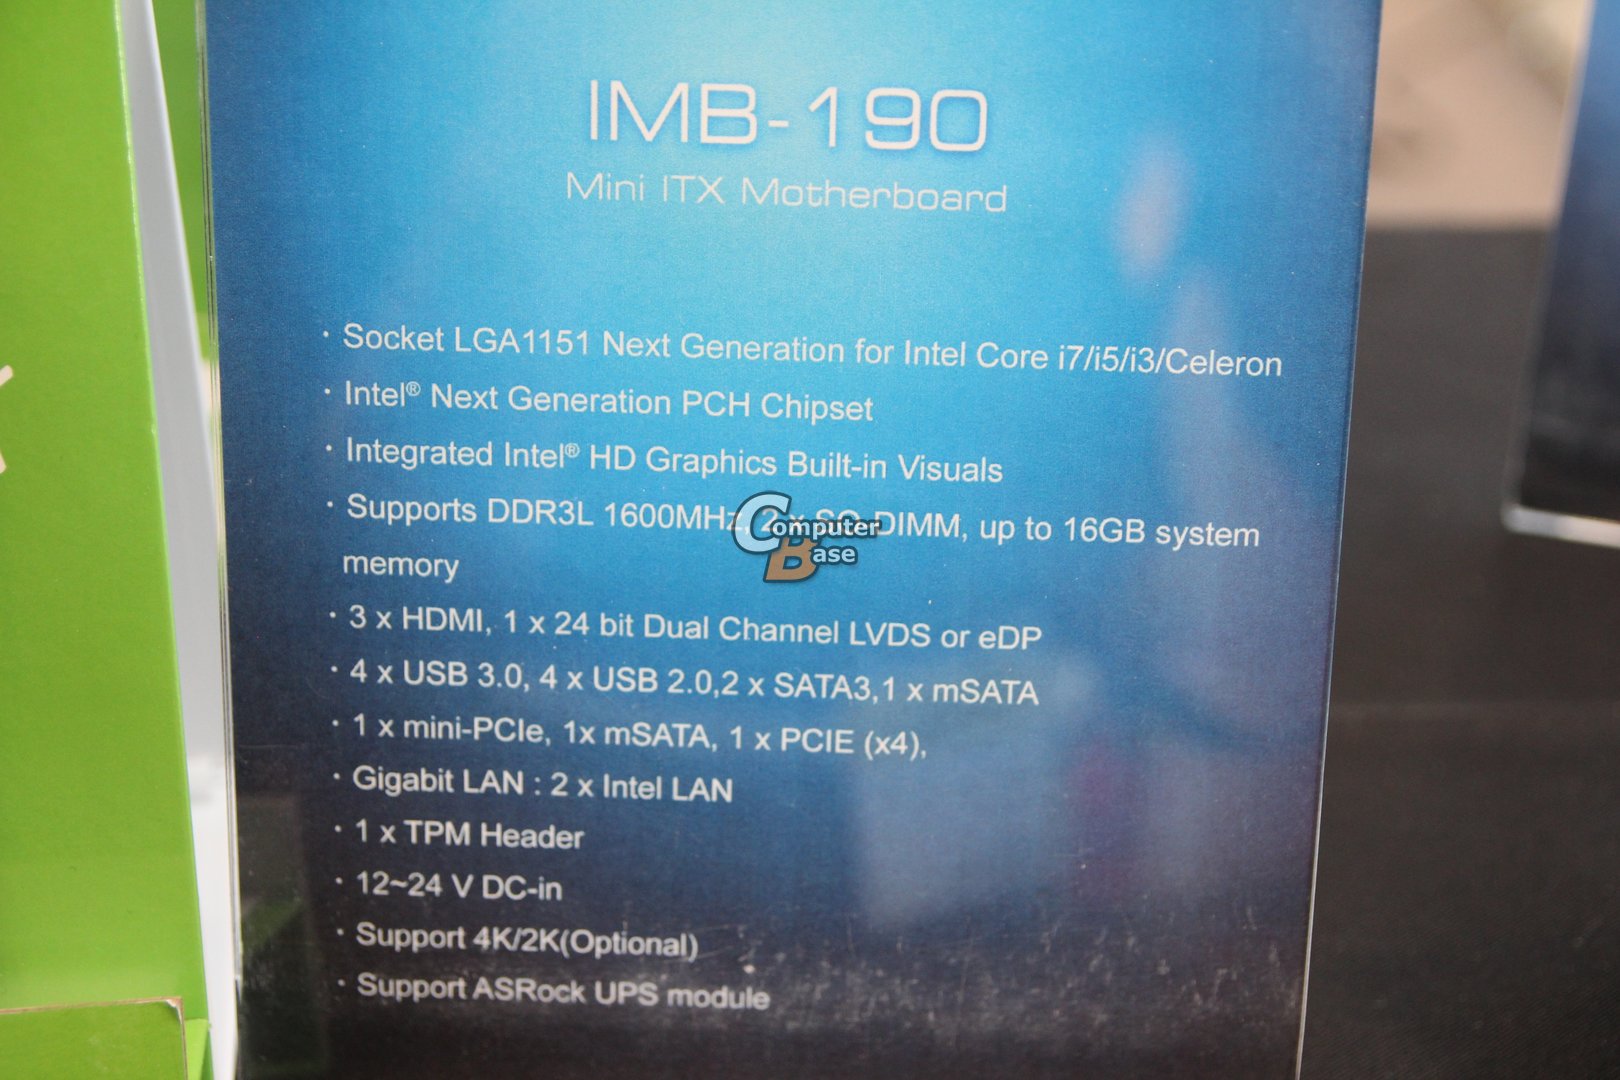 IMB-190
Mini ITX Motherboard
· Socket LGA1151 Next Generation for Intel Core i7/i5/i3/Celeron
· Intel® Next Generation PCH Chipset
· Integrated Intel® HD Graphics Built-in Visuals
· Supports DDR3L 1600MHz, 2 x SO-DIMM, up to 16GB system
memory
· 3 x HDMI, 1 x 24 bit Dual Channel LVDS or eDP
· 4 x USB 3.0, 4 x USB 2.0,2 x SATA3,1 x mSATA
· 1 x mini-PCIe, 1x mSATA, 1 x PCIE (x4),
· Gigabit LAN : 2 x Intel LAN
· 1 x TPM Header
· 12~24 V DC-in
· Support 4K/2K(Optional)
· Support ASRock UPS module
Computer
Base